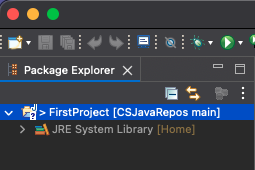 Package Explorer
> FirstProject [CSJavaRepos main]
JRE System Library [Home]